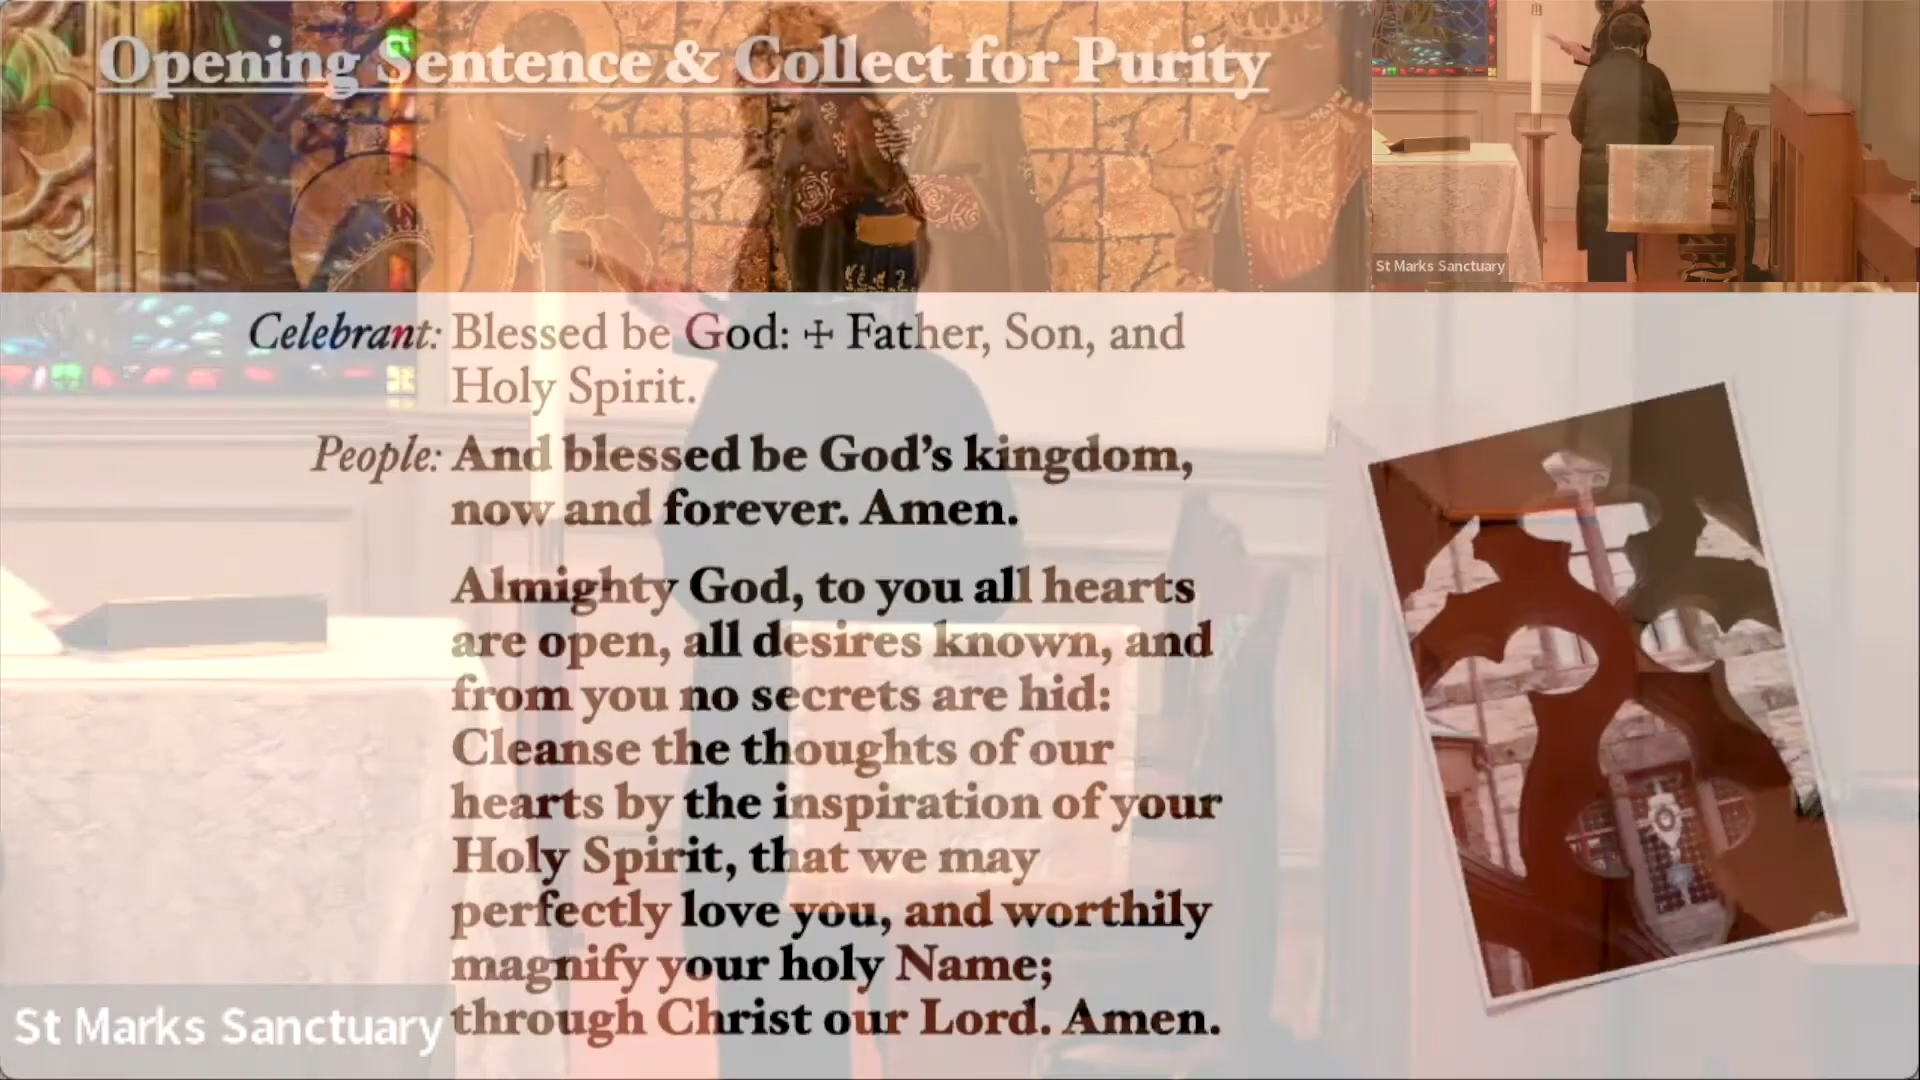 Opening Sentence & Collect for Purity
St Marks Sanctuary
Celebrant: Blessed be God: ☩ Father, Son, and
Holy Spirit.
People: And blessed be God’s kingdom,
now and forever. Amen.
Almighty God, to you all hearts
are open, all desires known, and
from you no secrets are hid:
Cleanse the thoughts of our
hearts by the inspiration of your
Holy Spirit, that we may
perfectly love you, and worthily
magnify your holy Name;
through Christ our Lord. Amen.
St Marks Sanctuary